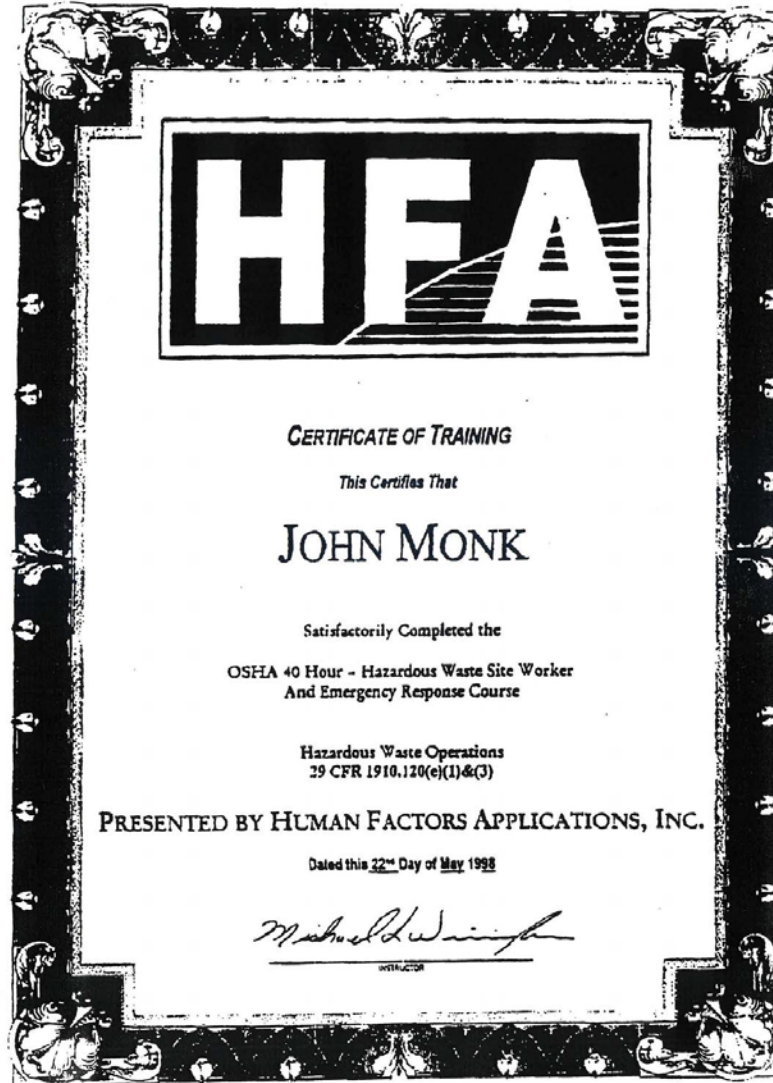 HFA
CERTIFICATE OF TRAINING
This Certifies That
JOHN MONK
Satisfactorily Completed the
OSHA 40 Hour - Hazardous Waste Site Worker
And Emergency Response Course
Hazardous Waste Operations
29 CFR 1910.120(e)(1)&(3)
PRESENTED BY HUMAN FACTORS APPLICATIONS, INC.
Dated this 22nd Day of May 1998
Michael L
INSTRUCTOR